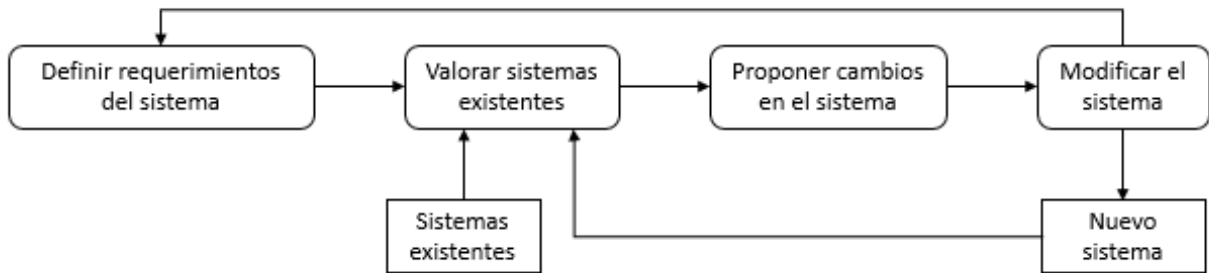 Definir requerimientos
del sistema
Valorar sistemas
existentes
Proponer cambios
en el sistema
Modificar el
sistema
Sistemas
existentes
Nuevo
sistema